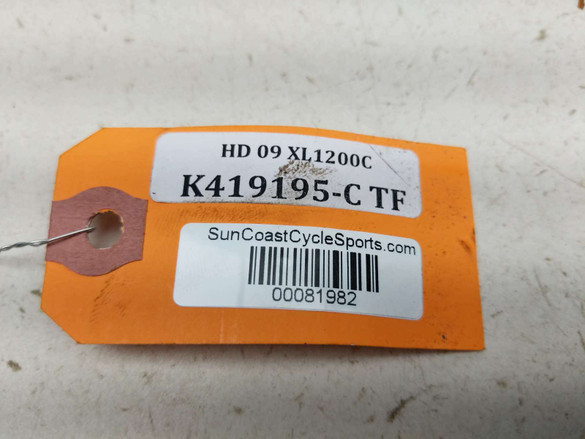 HD 09 XL1200C
K419195-C TF
SunCoastCycleSports.com
00081982